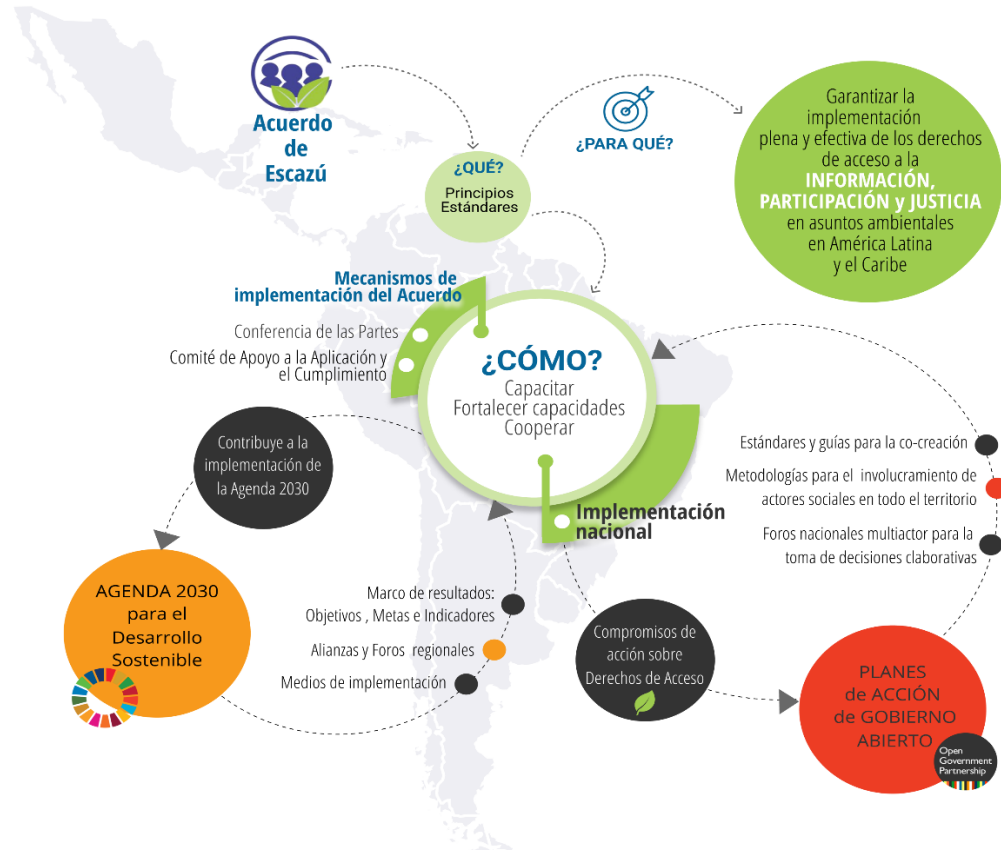 Acuerdo
de
Escazú
¿QUÉ?
Principios
Estándares
¿PARA QUÉ?
Garantizar la
implementación
plena y efectiva de los derechos
de acceso a la
INFORMACIÓN,
PARTICIPACIÓN y JUSTICIA
en asuntos ambientales
en América Latina
y el Caribe
Mecanismos de
implementación del Acuerdo
Conferencia de las Partes
Comité de Apoyo a la Aplicación y
el Cumplimiento
¿CÓMO?
Capacitar
Fortalecer capacidades
Cooperar
Implementación
nacional
Contribuye a la
implementación de
la Agenda 2030
AGENDA 2030
para el
Desarrollo
Sostenible
Marco de resultados:
Objetivos , Metas e Indicadores
Alianzas y Foros regionales
Medios de implementación
Compromisos de
acción sobre
Derechos de Acceso
Estándares y guías para la co-creación
Metodologías para el involucramiento de
actores sociales en todo el territorio
Foros nacionales multiactor para la
toma de decisiones claborativas
PLANES
de ACCIÓN
de GOBIERNO
ABIERTO
Open
Government
Partnership